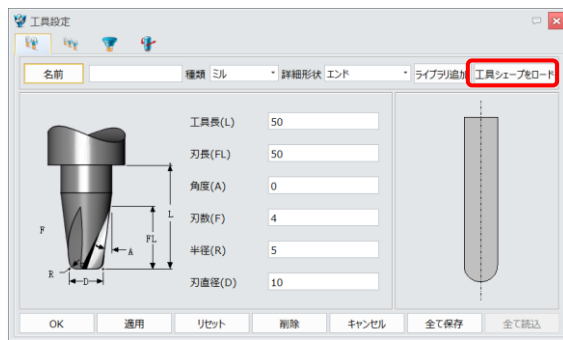 工具設定
名前 種類 ミル 詳細形状 エンド ライブラリ追加 工具シェープをロード
工具長(L) 50
刃長(FL) 50
角度(A) 0
刃数(F) 4
半径(R) 5
刃直径(D) 10
F
L
FL
A
R
D
OK 適用 リセット 削除 キャンセル 全て保存 全て読込